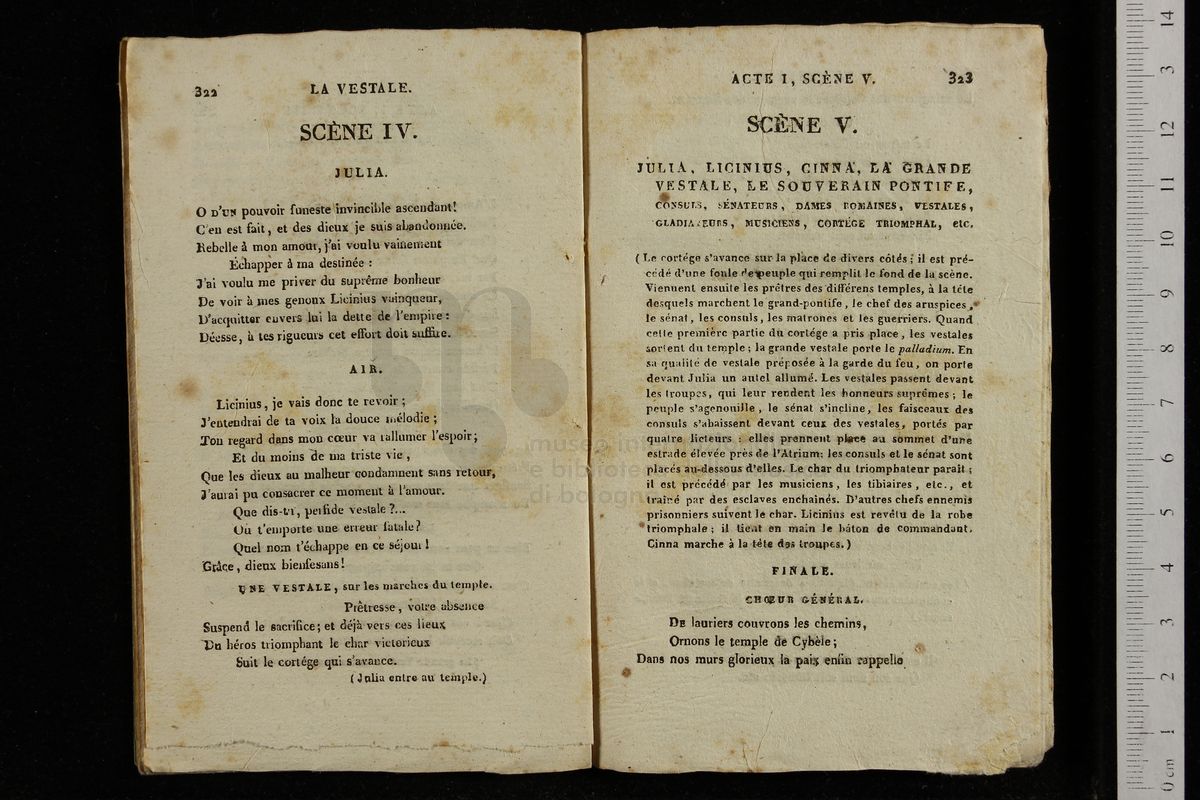 322
LA VESTALE.
SCÈNE IV.
JULIA.
O D'UN pouvoir funeste invincible ascendant!
C'en est fait, et des dieux je suis abandonnée.
Rebelle à mon amour, j'ai voulu vainement
Échapper à ma destinée :
J'ai voulu me priver du suprême bonheur
De voir à mes genoux Licinius vainqueur,
D'acquitter envers lui la dette de l'empire :
Déesse, à tes rigueurs cet effort doit suffire.
AIR.
Licinius, je vais donc te revoir ;
J'entendrai de ta voix la douce mélodie ;
Ton regard dans mon cœur va rallumer l'espoir ;
Et du moins de ma triste vie,
Que les dieux au malheur condamnent sans retour,
J'aurai pu consacrer ce moment à l'amour.
Que dis-tu, perfide vestale ?...
Où t'emporte une erreur fatale ?
Quel nom t'échappe en ce séjour !
Grâce, dieux bienfesans!
UNE VESTALE, sur les marches du temple.
Prêtresse, votre absence
Suspend le sacrifice; et déjà vers ces lieux
Du héros triomphant le char victorieux
Suit le cortége qui s'avance.
(Julia entre au temple.)
ACTE I, SCÈNE V.
323
SCÈNE V.
JULIA, LICINIUS, CINNA, LA GRANDE
VESTALE, LE SOUVERAIN PONTIFE,
CONSULS, SÉNATEURS, DAMES ROMAINES, VESTALES,
GLADIATEURS, MUSICIENS, CORTÉGE TRIOMPHAL, etc.
(Le cortége s'avance sur la place de divers côtés ; il est pré-
cédé d'une foule de peuple qui remplit le fond de la scène.
Viennent ensuite les prêtres des différens temples, à la tête
desquels marchent le grand-pontife, le chef des aruspices,
le sénat, les consuls, les matrones et les guerriers. Quand
cette première partie du cortége a pris place, les vestales
sortent du temple ; la grande vestale porte le palladium. En
sa qualité de vestale préposée à la garde du feu, on porte
devant Julia un autel allumé. Les vestales passent devant
les troupes, qui leur rendent les honneurs suprêmes ; le
peuple s'agenouille, le sénat s'incline, les faisceaux des
consuls s'abaissent devant ceux des vestales, portés par
quatre licteurs : elles prennent place au sommet d'une
estrade élevée près de l'Atrium; les consuls et le sénat sont
placés au-dessous d'elles. Le char du triomphateur paraît ;
il est précédé par les musiciens, les tibiaires, etc., et
traîné par des esclaves enchaînés. D'autres chefs ennemis
prisonniers suivent le char. Licinius est revêtu de la robe
triomphale ; il tient en main le bâton de commandant.
Cinna marche à la tête des troupes.)
FINALE.
CHŒUR GÉNÉRAL.
DE lauriers couvrons les chemins,
Ornons le temple de Cybèle ;
Dans nos murs glorieux la paix enfin rappelle
museo
e bibliote
di bologn
0 cm 1 2 3 4 5 6 7 8 9 10 11 12 3 14